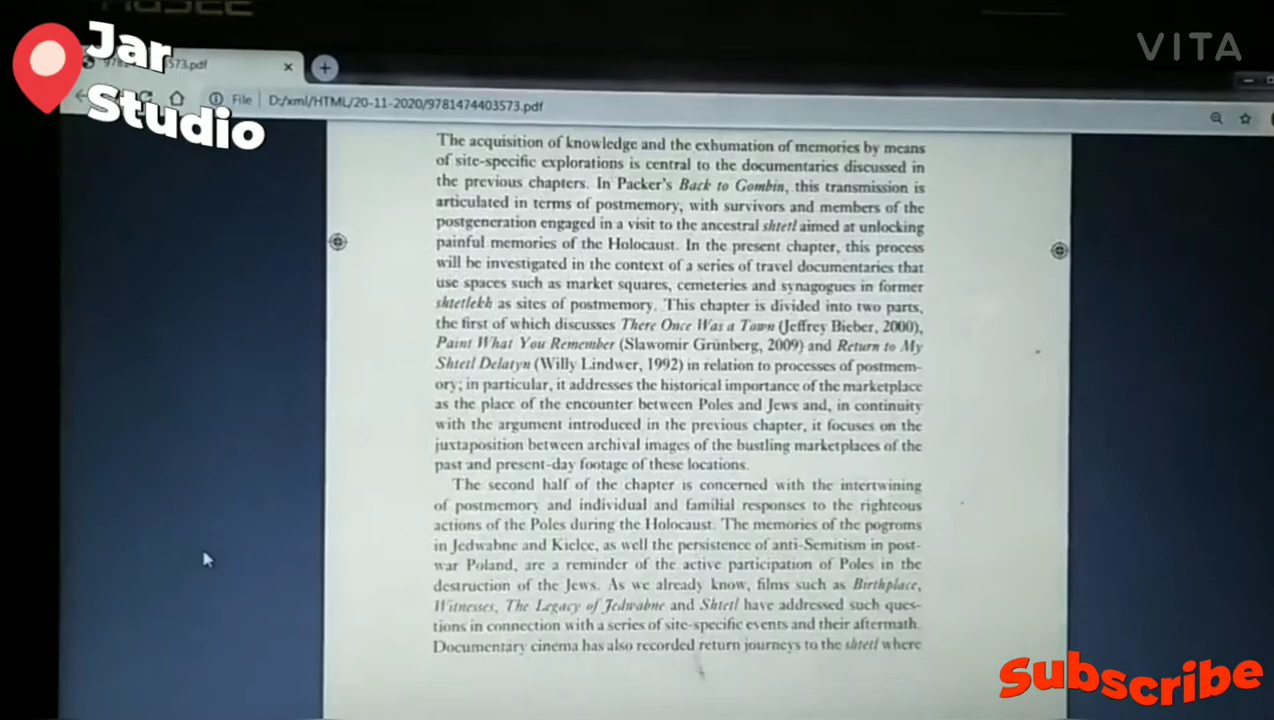 Jar
Studio
VITA
573.pdf
File D:/xml/HTML/20-11-2020/9781474403573.pdf
The acquisition of knowledge and the exhumation of memories by means
of site-specific explorations is central to the documentaries discussed in
the previous chapters. In Packer's Back to Gombin, this transmission is
articulated in terms of postmemory, with survivors and members of the
postgeneration engaged in a visit to the ancestral shtetl aimed at unlocking
painful memories of the Holocaust. In the present chapter, this process
will be investigated in the context of a series of travel documentaries that
use spaces such as market squares, cemeteries and synagogues in former
shtetlekh as sites of postmemory. This chapter is divided into two parts,
the first of which discusses There Once Was a Town (Jeffrey Bieber, 2000),
Paint What You Remember (Slawomir Grünberg, 2009) and Return to My
Shtetl Delatyn (Willy Lindwer, 1992) in relation to processes of postmem-
ory; in particular, it addresses the historical importance of the marketplace
as the place of the encounter between Poles and Jews and, in continuity
with the argument introduced in the previous chapter, it focuses on the
juxtaposition between archival images of the bustling marketplaces of the
past and present-day footage of these locations.
The second half of the chapter is concerned with the intertwining
of postmemory and individual and familial responses to the righteous
actions of the Poles during the Holocaust. The memories of the pogroms
in Jedwabne and Kielce, as well the persistence of anti-Semitism in post-
war Poland, are a reminder of the active participation of Poles in the
destruction of the Jews. As we already know, films such as Birthplace,
Witnesses, The Legacy of Jedwabne and Shtetl have addressed such ques-
tions in connection with a series of site-specific events and their aftermath.
Documentary cinema has also recorded return journeys to the shtetl where
Subscribe